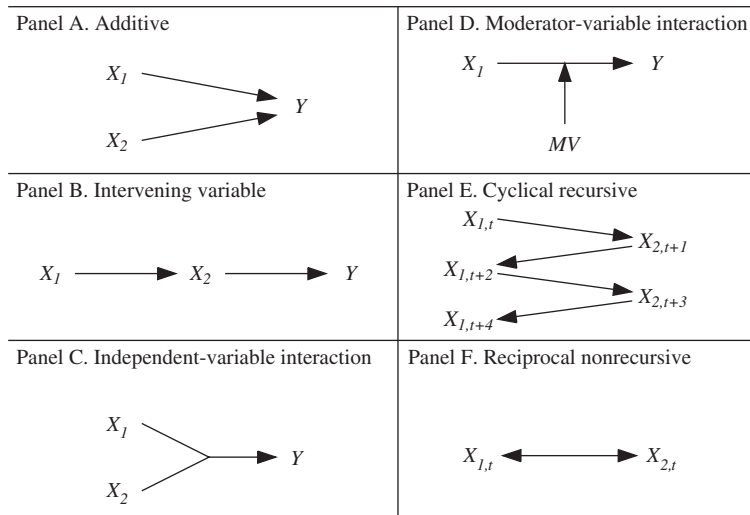 Panel A. Additive
X1
X2
Y
Panel D. Moderator-variable interaction
X1
Y
MV
Panel B. Intervening variable
X1
X2
Y
Panel E. Cyclical recursive
X1,t
X2,t+1
X1,t+2
X2,t+3
X1,t+4
Panel C. Independent-variable interaction
X1
X2
Y
Panel F. Reciprocal nonrecursive
X1,t
X2,t